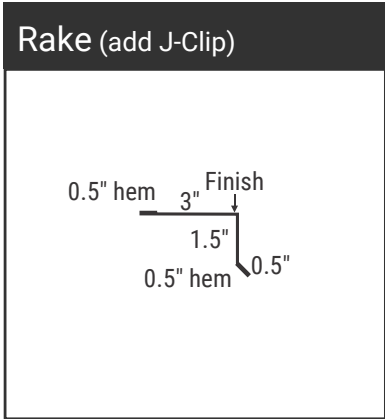 Rake (add J-Clip)
Finish
0.5" hem
3"
1.5"
0.5"
0.5" hem